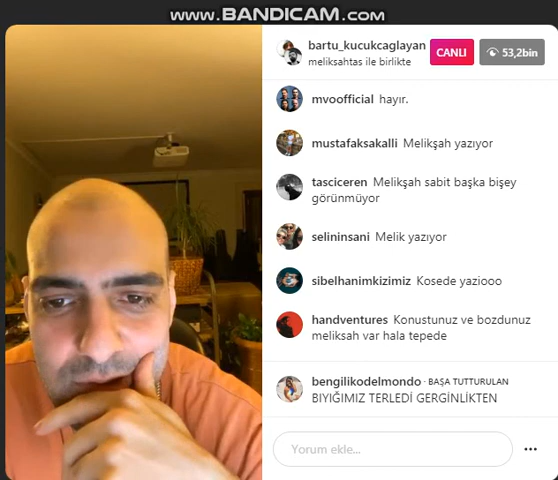 WWW.BANDICAM.COM
bartu_kucukcaglayan
meliksahtas ile birlikte
CANLI
53,2bin
mvoofficial hayır.
mustafaksakalli Melikşah yazıyor
tasciceren Melikşah sabit başka bişey
görünmüyor
selininsani Melik yazıyor
sibelhanimkizimiz Kosede yaziooo
handventures Konustunuz ve bozdunuz
meliksah var hala tepede
bengilikodelmondo · BAŞA TUTTURULAN
BIYIĞIMIZ TERLEDİ GERGİNLİKTEN
Yorum ekle...